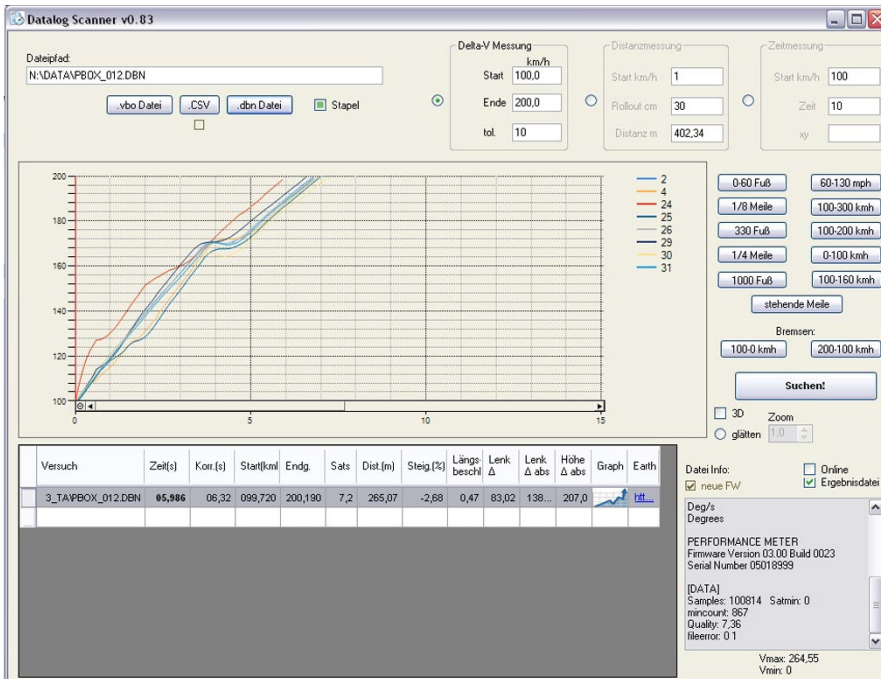 Datalog Scanner v0.83
Dateipfad:
N:\DATA\PBOX_012.DBN
.vbo Datei
.CSV
.dbn Datei
Stapel
Delta-V Messung
km/h
Start 100,0
Ende 200,0
tol. 10
Distanzmessung
Start km/h 1
Rollout cm 30
Distanz m 402,34
Zeitmessung
Start km/h 100
Zeit 10
xy
200
180
160
140
120
100
0
5
10
15
2
4
24
25
26
29
30
31
0-60 Fuß
60-130 mph
1/8 Meile
100-300 kmh
330 Fuß
100-200 kmh
1/4 Meile
0-100 kmh
1000 Fuß
100-160 kmh
stehende Meile
Bremsen:
100-0 kmh
200-100 kmh
Suchen!
3D
Zoom
glätten
1,0
Versuch Zeit(s) Korr.(s) Start(kml Endg. Sats Dist.(m) Steig.(%) Längs-beschl Lenk Δ Lenk Δ abs Höhe Δ abs Graph Earth
3_TA\PBOX_012.DBN 05,986 06,32 099,720 200,190 7,2 265,07 -2,68 0,47 83,02 138... 207,0 htt...
Datei Info:
neue FW
Online
Ergebnisdatei
Deg/s
Degrees
PERFORMANCE METER
Firmware Version 03.00 Build 0023
Serial Number 05018999
[DATA]
Samples: 100814 Satmin: 0
mincount: 867
Quality: 7,36
fileerror: 0 1
Vmax: 264,55
Vmin: 0